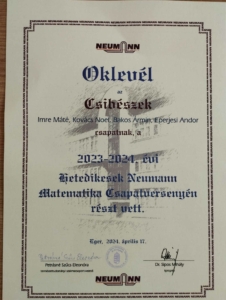 NEUMANN
Oklevél
az
Csibészek
Imre Máté, Kovács Noel, Bakos Árpád, Eperjesi Andor
csapatnak, a
2023-2024. évi
Hetedikesek Neumann
Matematika Csapatversenyén
részt vett.
Eger, 2024. április 12.
NEUMANN